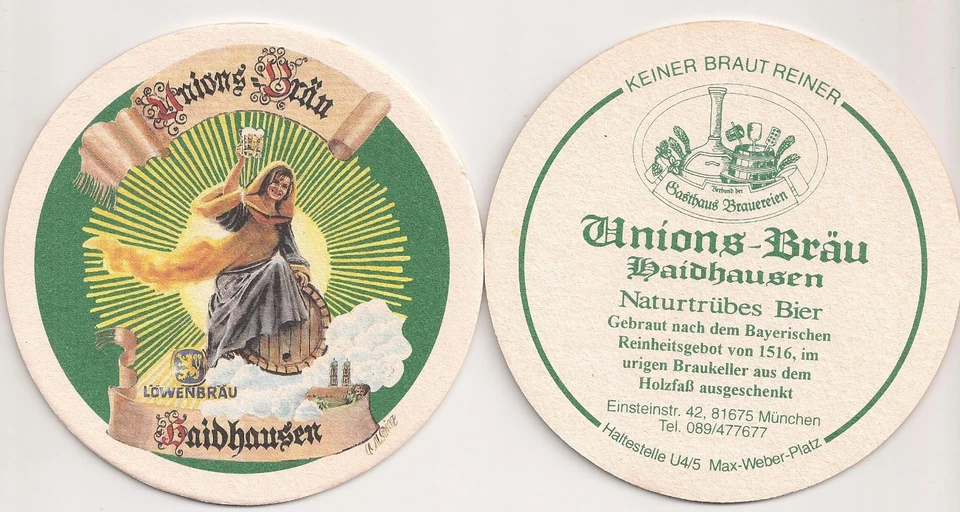 Unions-Bräu
LÖWENBRÄU
Haidhausen
KEINER BRAUT REINER
Verbund der
Gasthaus Brauereien
Unions-Bräu
Haidhausen
Naturtrübes Bier
Gebraut nach dem Bayerischen
Reinheitsgebot von 1516, im
urigen Braukeller aus dem
Holzfaß ausgeschenkt
Einsteinstr. 42, 81675 München
Tel. 089/477677
Haltestelle U4/5 Max-Weber-Platz